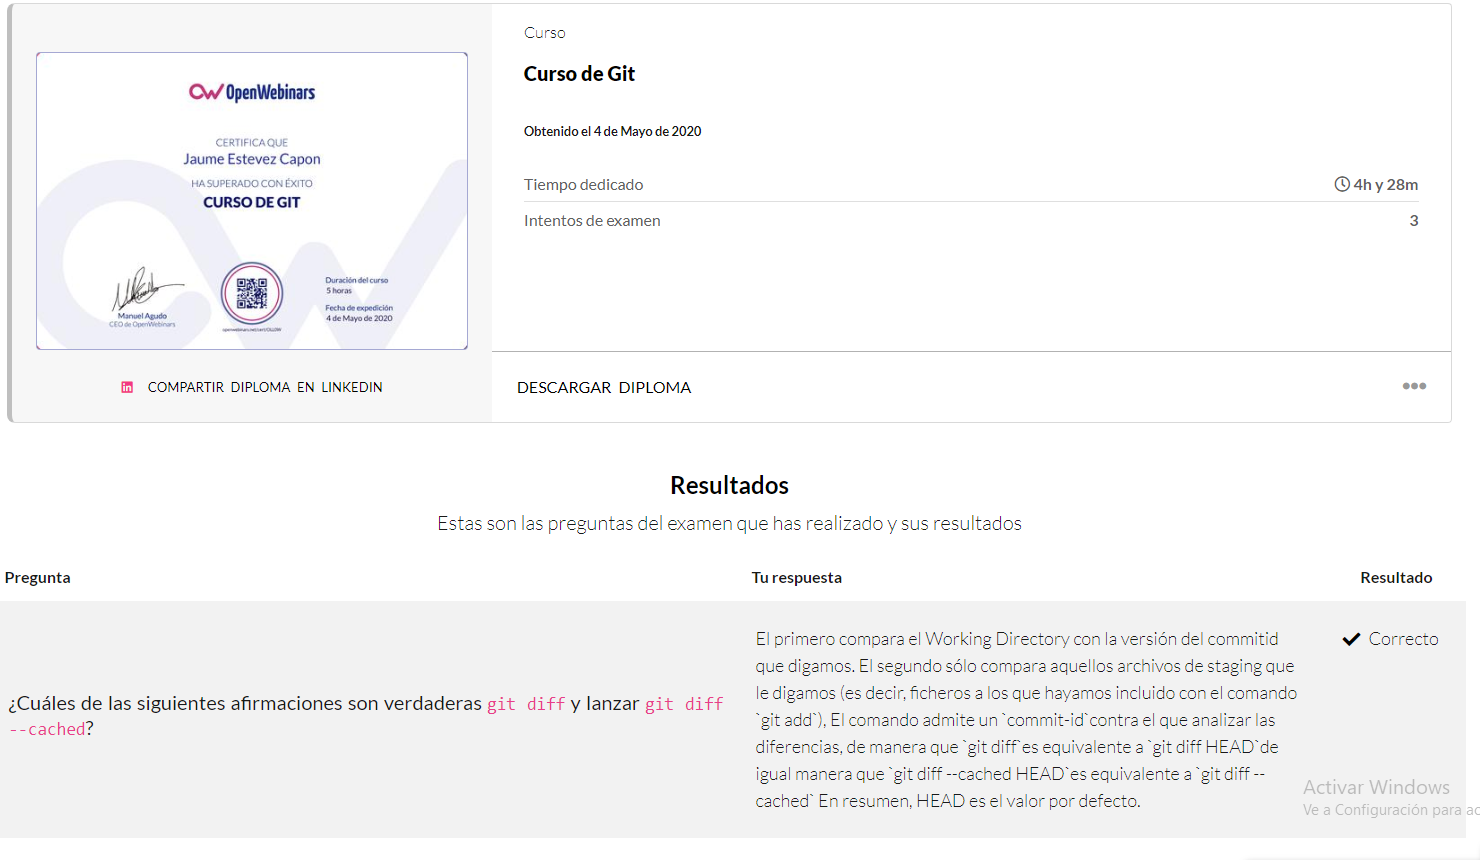 OpenWebinars
CERTIFICA QUE
Jaume Estevez Capon
HA SUPERADO CON ÉXITO
CURSO DE GIT
Manuel Agudo
CEO de OpenWebinars
Duración del curso
5 horas
Fecha de expedición
4 de Mayo de 2020
COMPARTIR DIPLOMA EN LINKEDIN
Curso
Curso de Git
Obtenido el 4 de Mayo de 2020
Tiempo dedicado 4h y 28m
Intentos de examen 3
DESCARGAR DIPLOMA
Resultados
Estas son las preguntas del examen que has realizado y sus resultados
Pregunta Tu respuesta Resultado
¿Cuáles de las siguientes afirmaciones son verdaderas git diff y lanzar git diff
--cached?
El primero compara el Working Directory con la versión del commitid
que digamos. El segundo sólo compara aquellos archivos de staging que
le digamos (es decir, ficheros a los que hayamos incluido con el comando
`git add`), El comando admite un `commit-id`contra el que analizar las
diferencias, de manera que `git diff`es equivalente a `git diff HEAD`de
igual manera que `git diff --cached HEAD`es equivalente a `git diff --
cached` En resumen, HEAD es el valor por defecto.
Correcto
Activar Windows
Ve a Configuración para ac